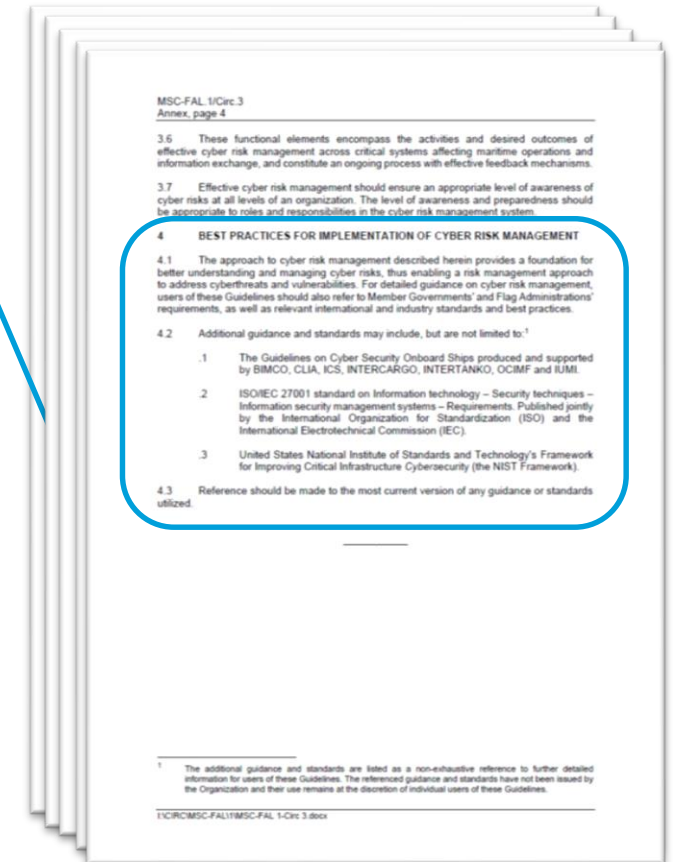 MSC-FAL.1/Circ.3
Annex, page 4
3.6 These functional elements encompass the activities and desired outcomes of
effective cyber risk management across critical systems affecting maritime operations and
information exchange, and constitute an ongoing process with effective feedback mechanisms.
3.7 Effective cyber risk management should ensure an appropriate level of awareness of
cyber risks at all levels of an organization. The level of awareness and preparedness should
be appropriate to roles and responsibilities in the cyber risk management system.
4 BEST PRACTICES FOR IMPLEMENTATION OF CYBER RISK MANAGEMENT
4.1 The approach to cyber risk management described herein provides a foundation for
better understanding and managing cyber risks, thus enabling a risk management approach
to address cyberthreats and vulnerabilities. For detailed guidance on cyber risk management,
users of these Guidelines should also refer to Member Governments' and Flag Administrations'
requirements, as well as relevant international and industry standards and best practices.
4.2 Additional guidance and standards may include, but are not limited to:1
.1 The Guidelines on Cyber Security Onboard Ships produced and supported
by BIMCO, CLIA, ICS, INTERCARGO, INTERTANKO, OCIMF and IUMI.
.2 ISO/IEC 27001 standard on Information technology – Security techniques –
Information security management systems – Requirements. Published jointly
by the International Organization for Standardization (ISO) and the
International Electrotechnical Commission (IEC).
.3 United States National Institute of Standards and Technology's Framework
for Improving Critical Infrastructure Cybersecurity (the NIST Framework).
4.3 Reference should be made to the most current version of any guidance or standards
utilized.
1 The additional guidance and standards are listed as a non-exhaustive reference to further detailed
information for users of these Guidelines. The referenced guidance and standards have not been issued by
the Organization and their use remains at the discretion of individual users of these Guidelines.
I:\CIRC\MSC-FAL\1\MSC-FAL 1-Circ 3.docx